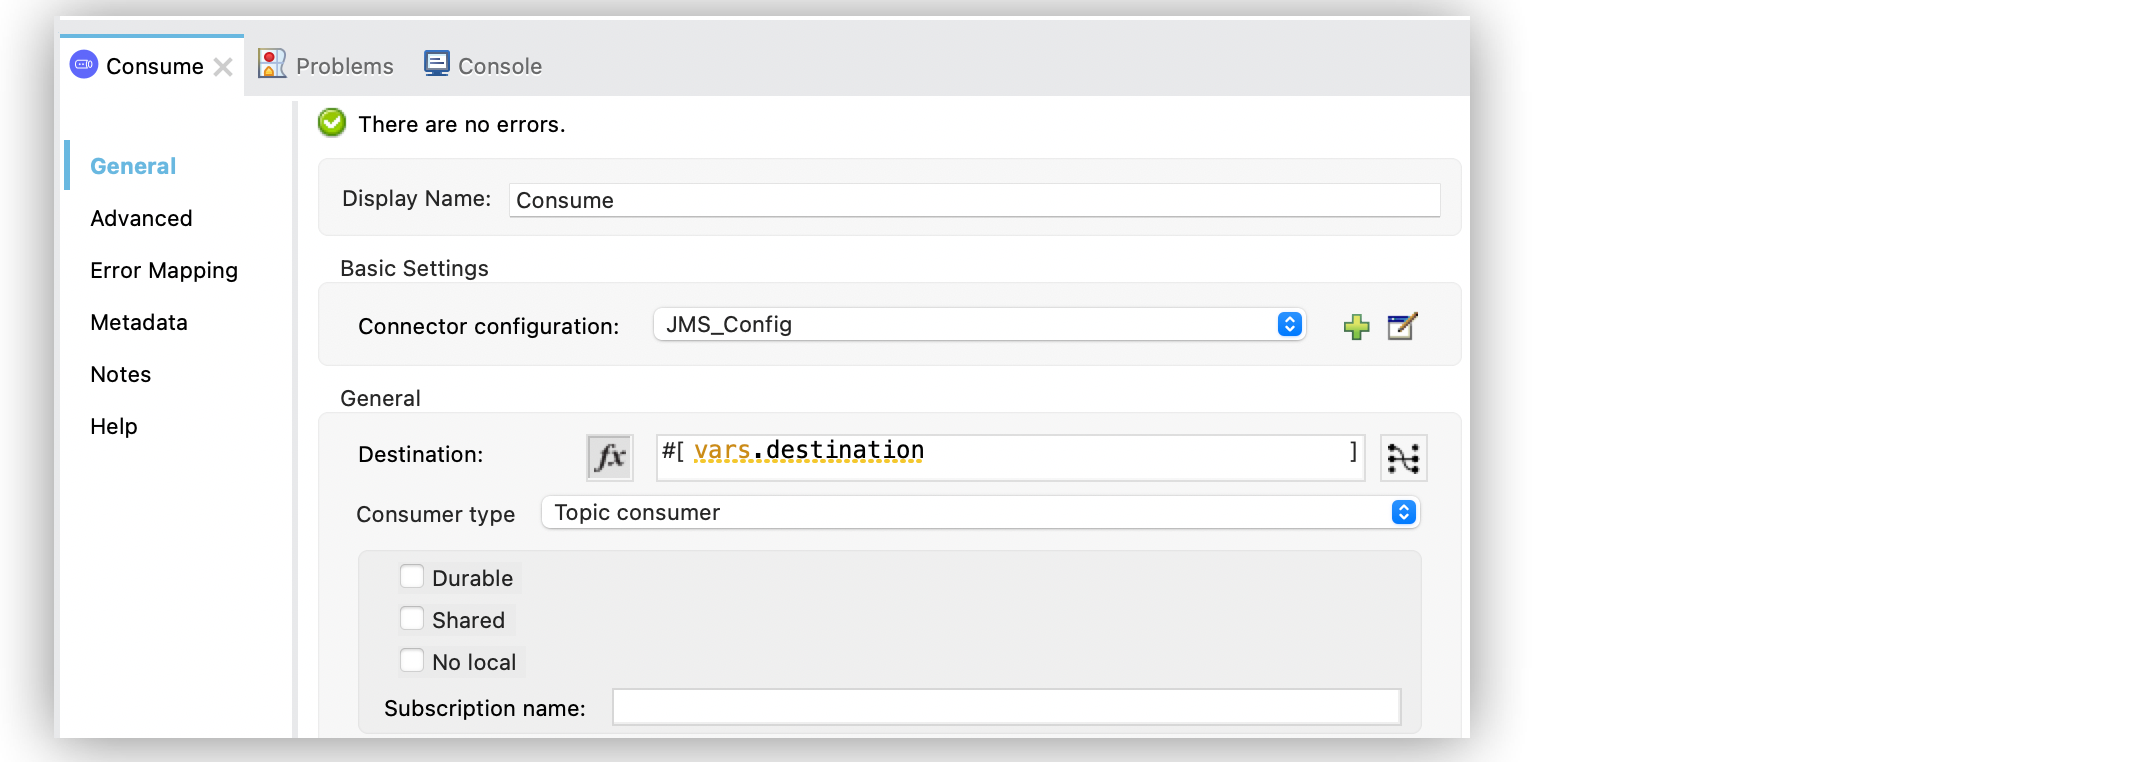 Consume Problems Console
There are no errors.
General
Advanced
Error Mapping
Metadata
Notes
Help
Display Name: Consume
Basic Settings
Connector configuration: JMS_Config
General
Destination: fx #[ vars.destination ]
Consumer type Topic consumer
Durable
Shared
No local
Subscription name: